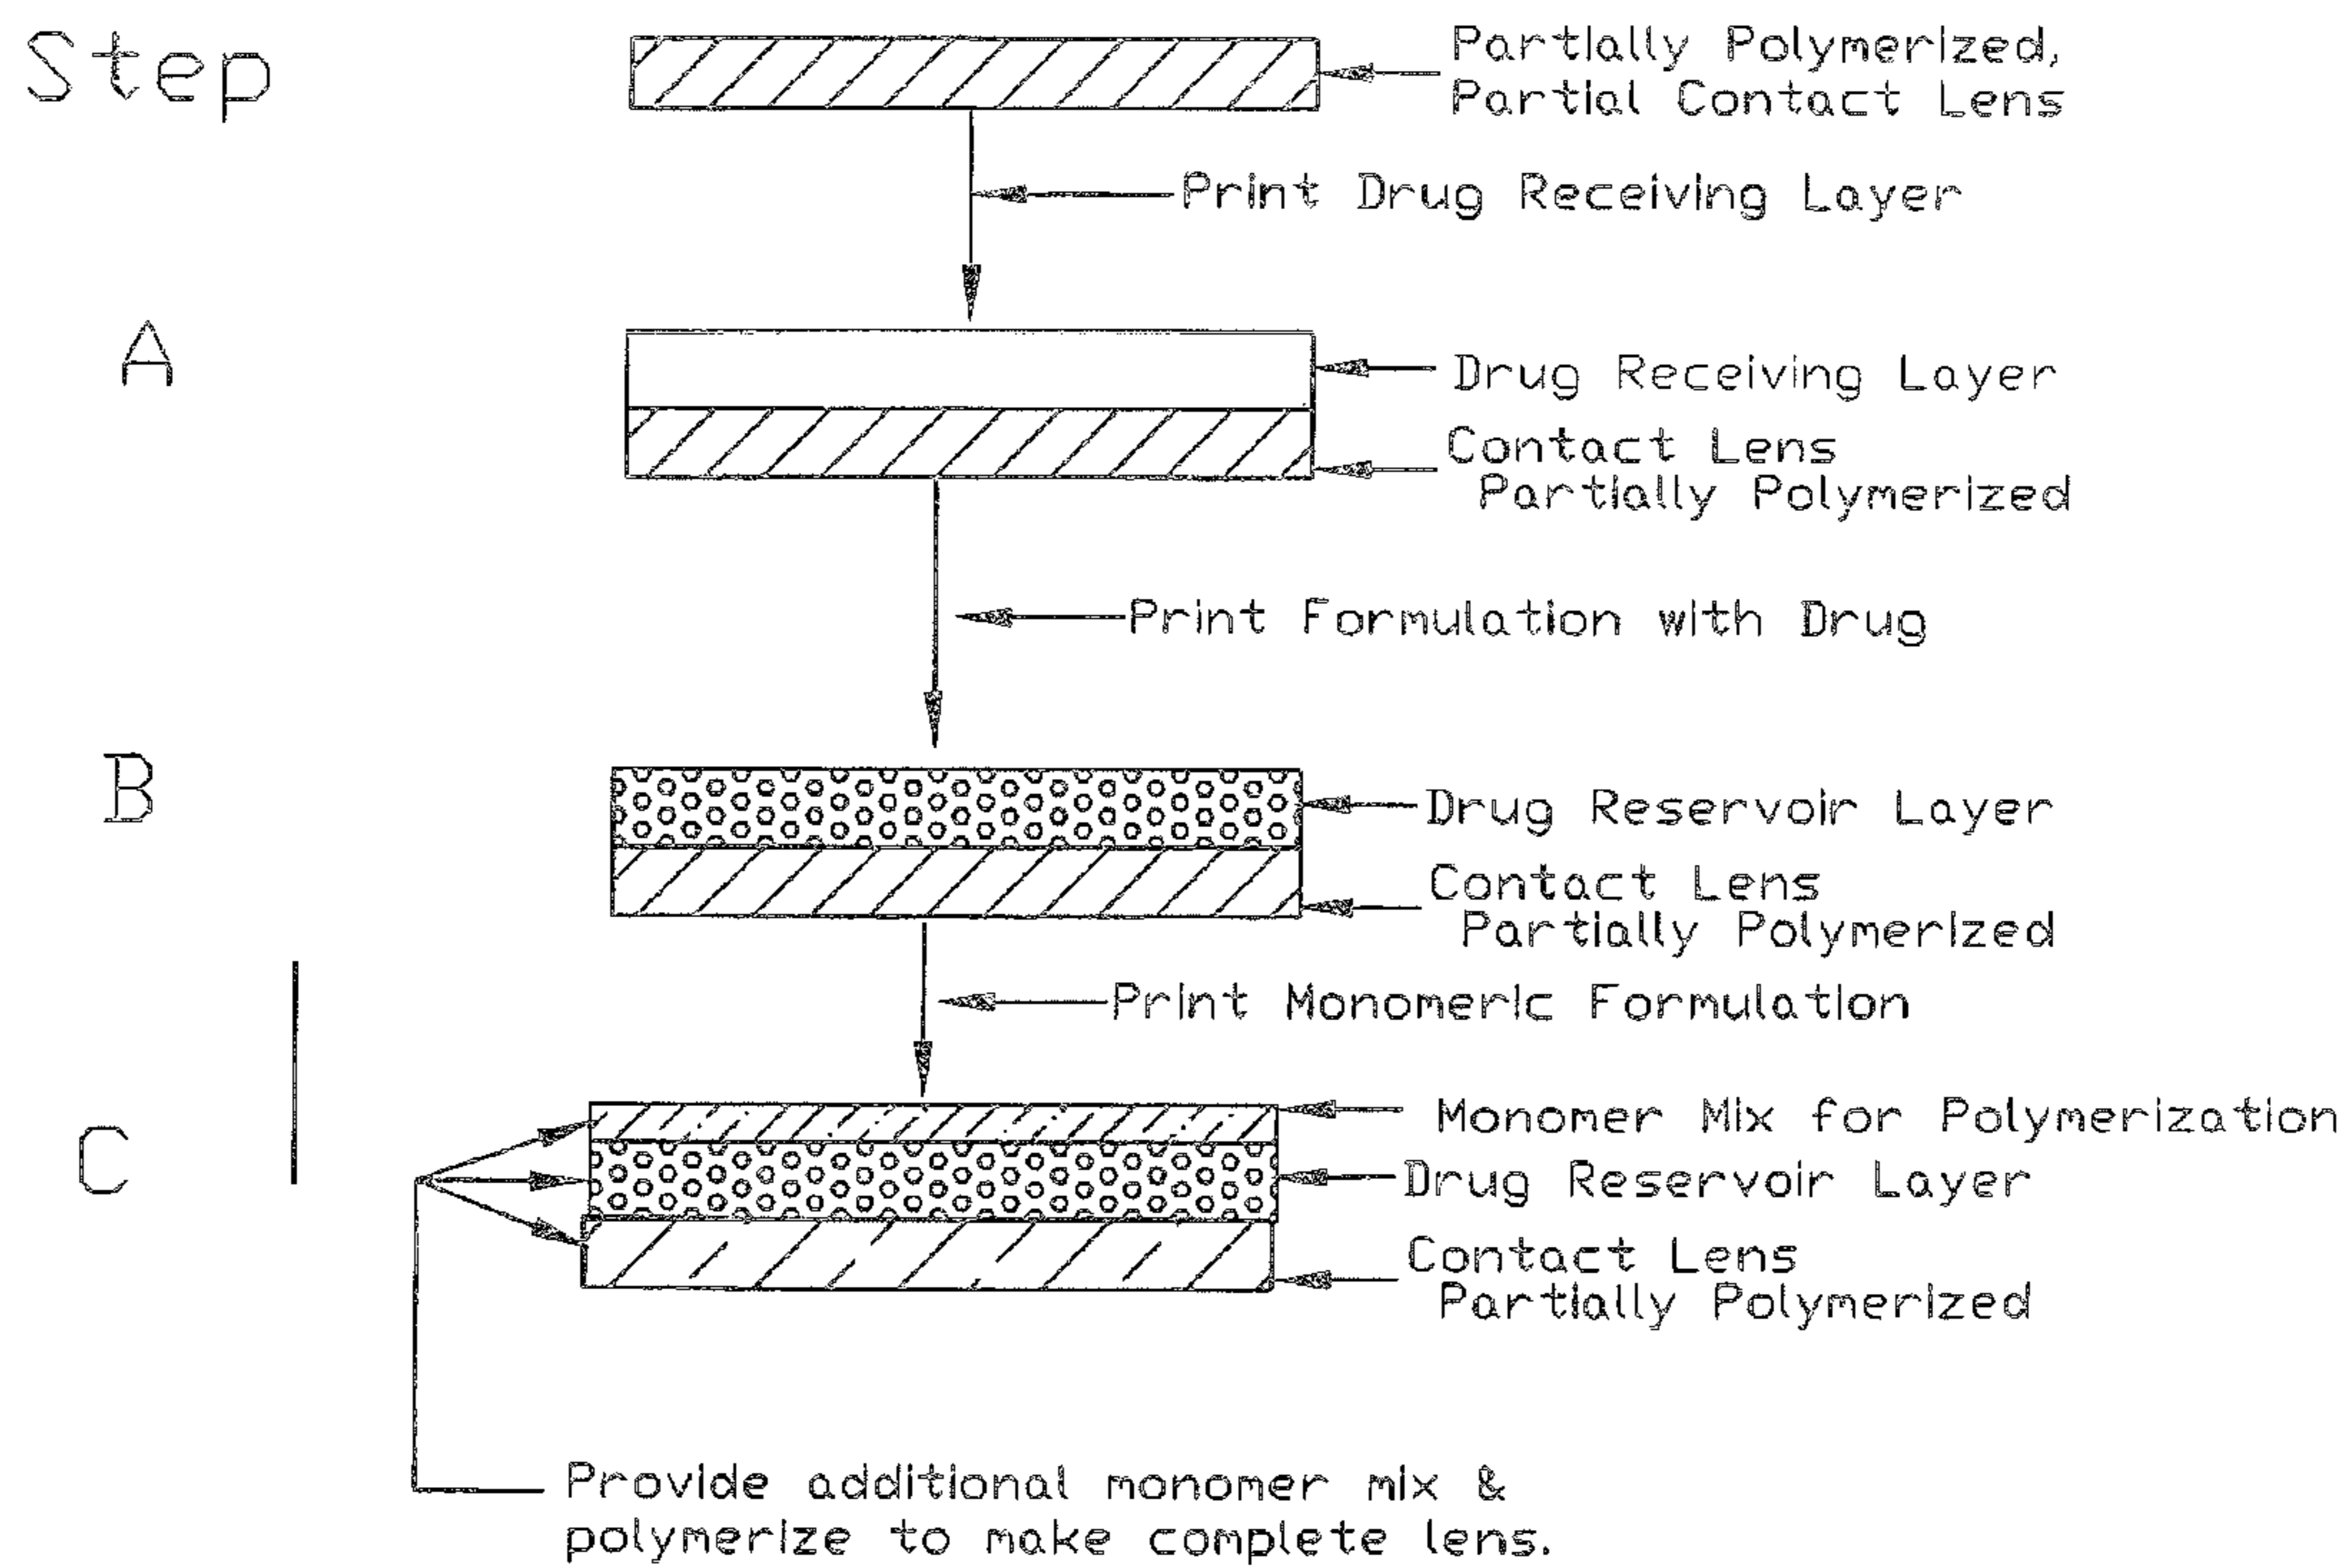 Step
Partially Polymerized,
Partial Contact Lens
Print Drug Receiving Layer
A
Drug Receiving Layer
Contact Lens
Partially Polymerized
Print Formulation with Drug
B
Drug Reservoir Layer
Contact Lens
Partially Polymerized
Print Monomeric Formulation
C
Monomer Mix for Polymerization
Drug Reservoir Layer
Contact Lens
Partially Polymerized
Provide additional monomer mix &
polymerize to make complete lens.